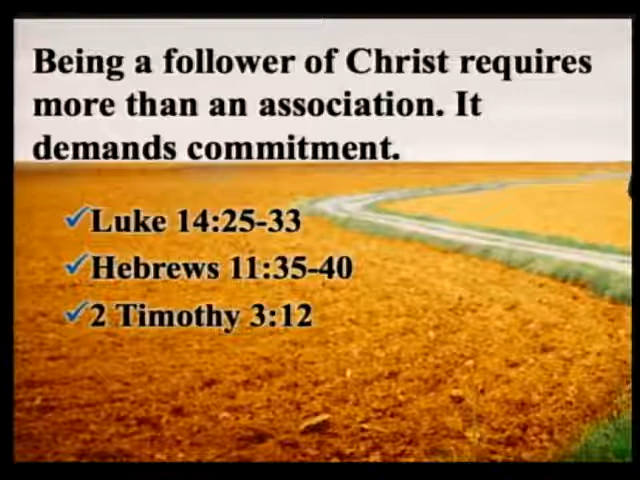 Being a follower of Christ requires
more than an association. It
demands commitment.
Luke 14:25-33
Hebrews 11:35-40
2 Timothy 3:12